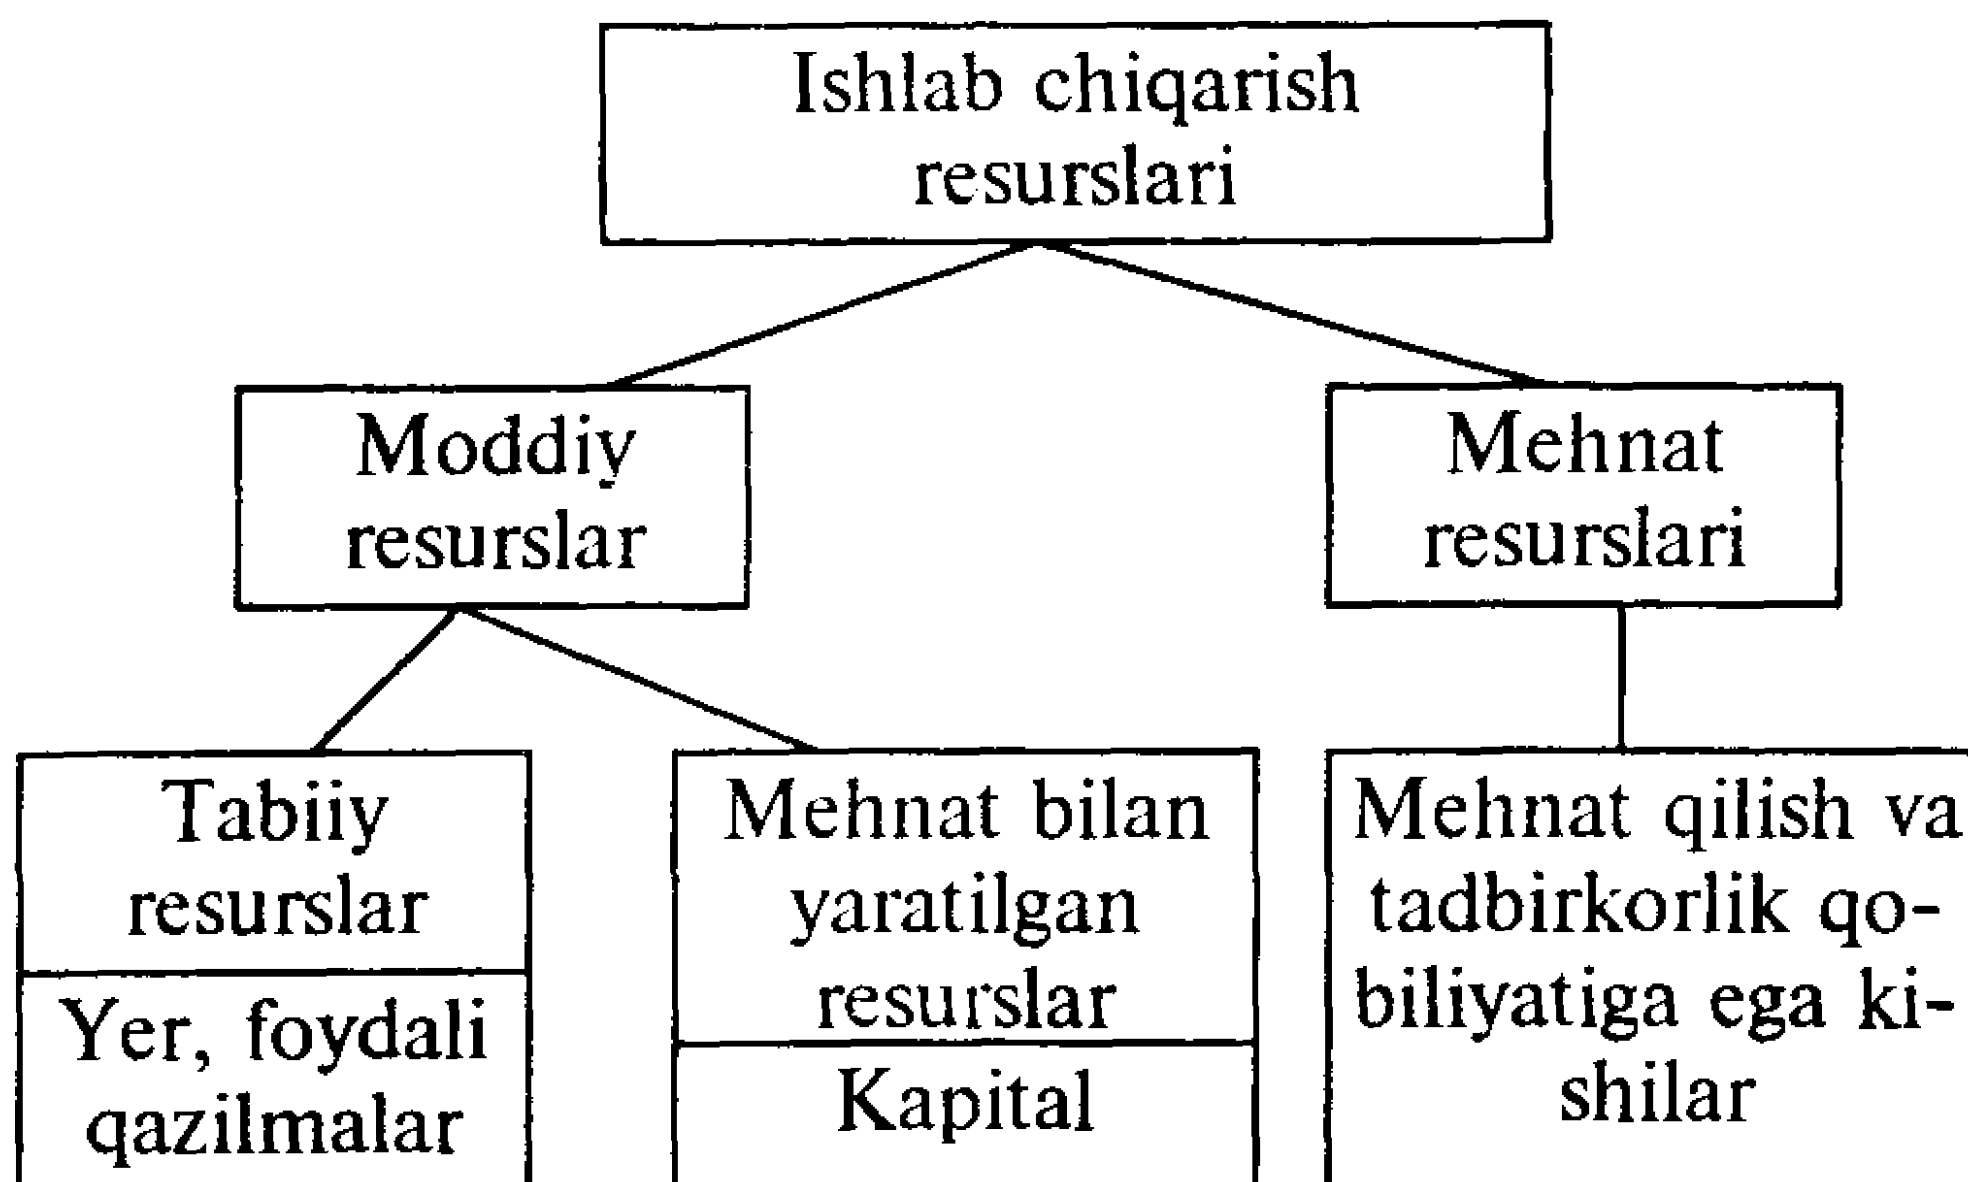 Ishlab chiqarish
resurslari
Moddiy
resurslar
Mehnat
resurslari
Tabiiy
resurslar
Yer, foydali
qazilmalar
Mehnat bilan
yaratilgan
resurslar
Kapital
Mehnat qilish va
tadbirkorlik qo-
biliyatiga ega ki-
shilar